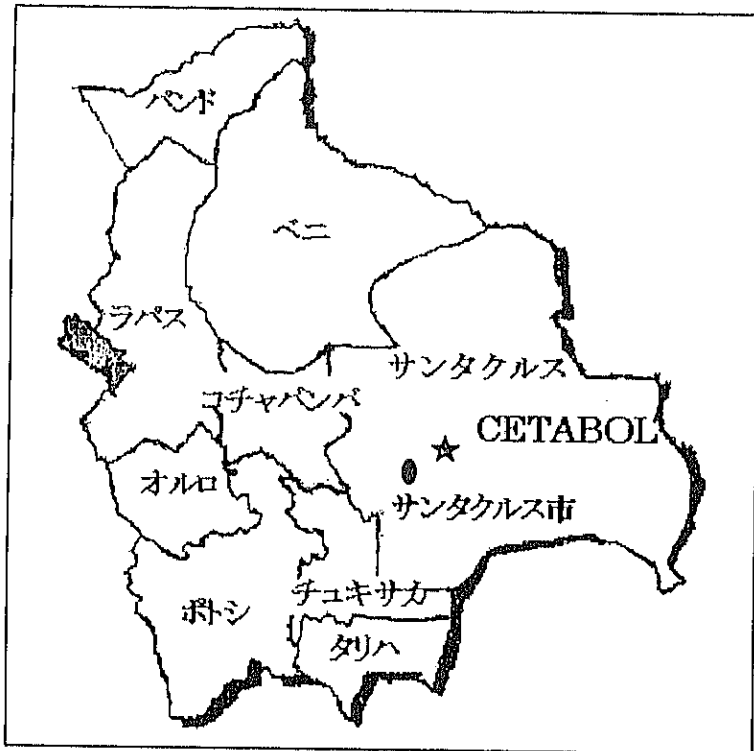 パンド
ベニ
ラパス
サンタクルス
コチャバンバ
☆ CETABOL
オルロ
サンタクルス市
チュキサカ
ポトシ
タリハ